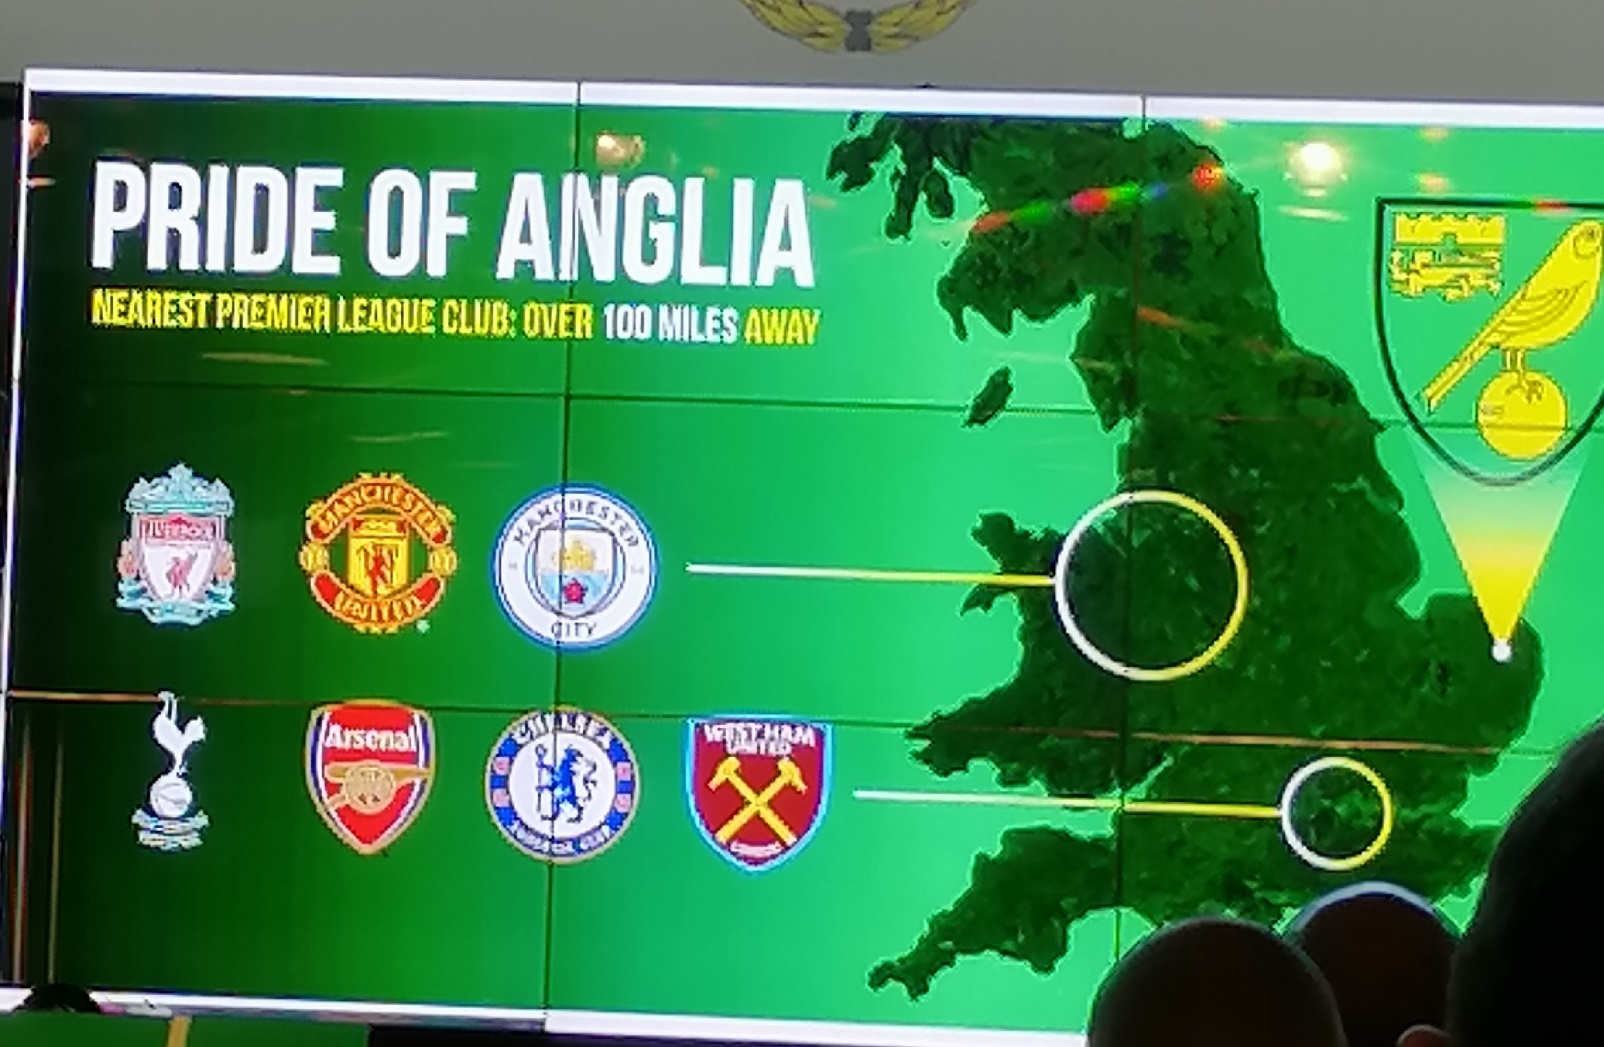 PRIDE OF ANGLIA
NEAREST PREMIER LEAGUE CLUB: OVER 100 MILES AWAY
LIVERPOOL
MANCHESTER
UNITED
MANCHESTER
CITY
Arsenal
CHELSEA
WEST HAM
UNITED